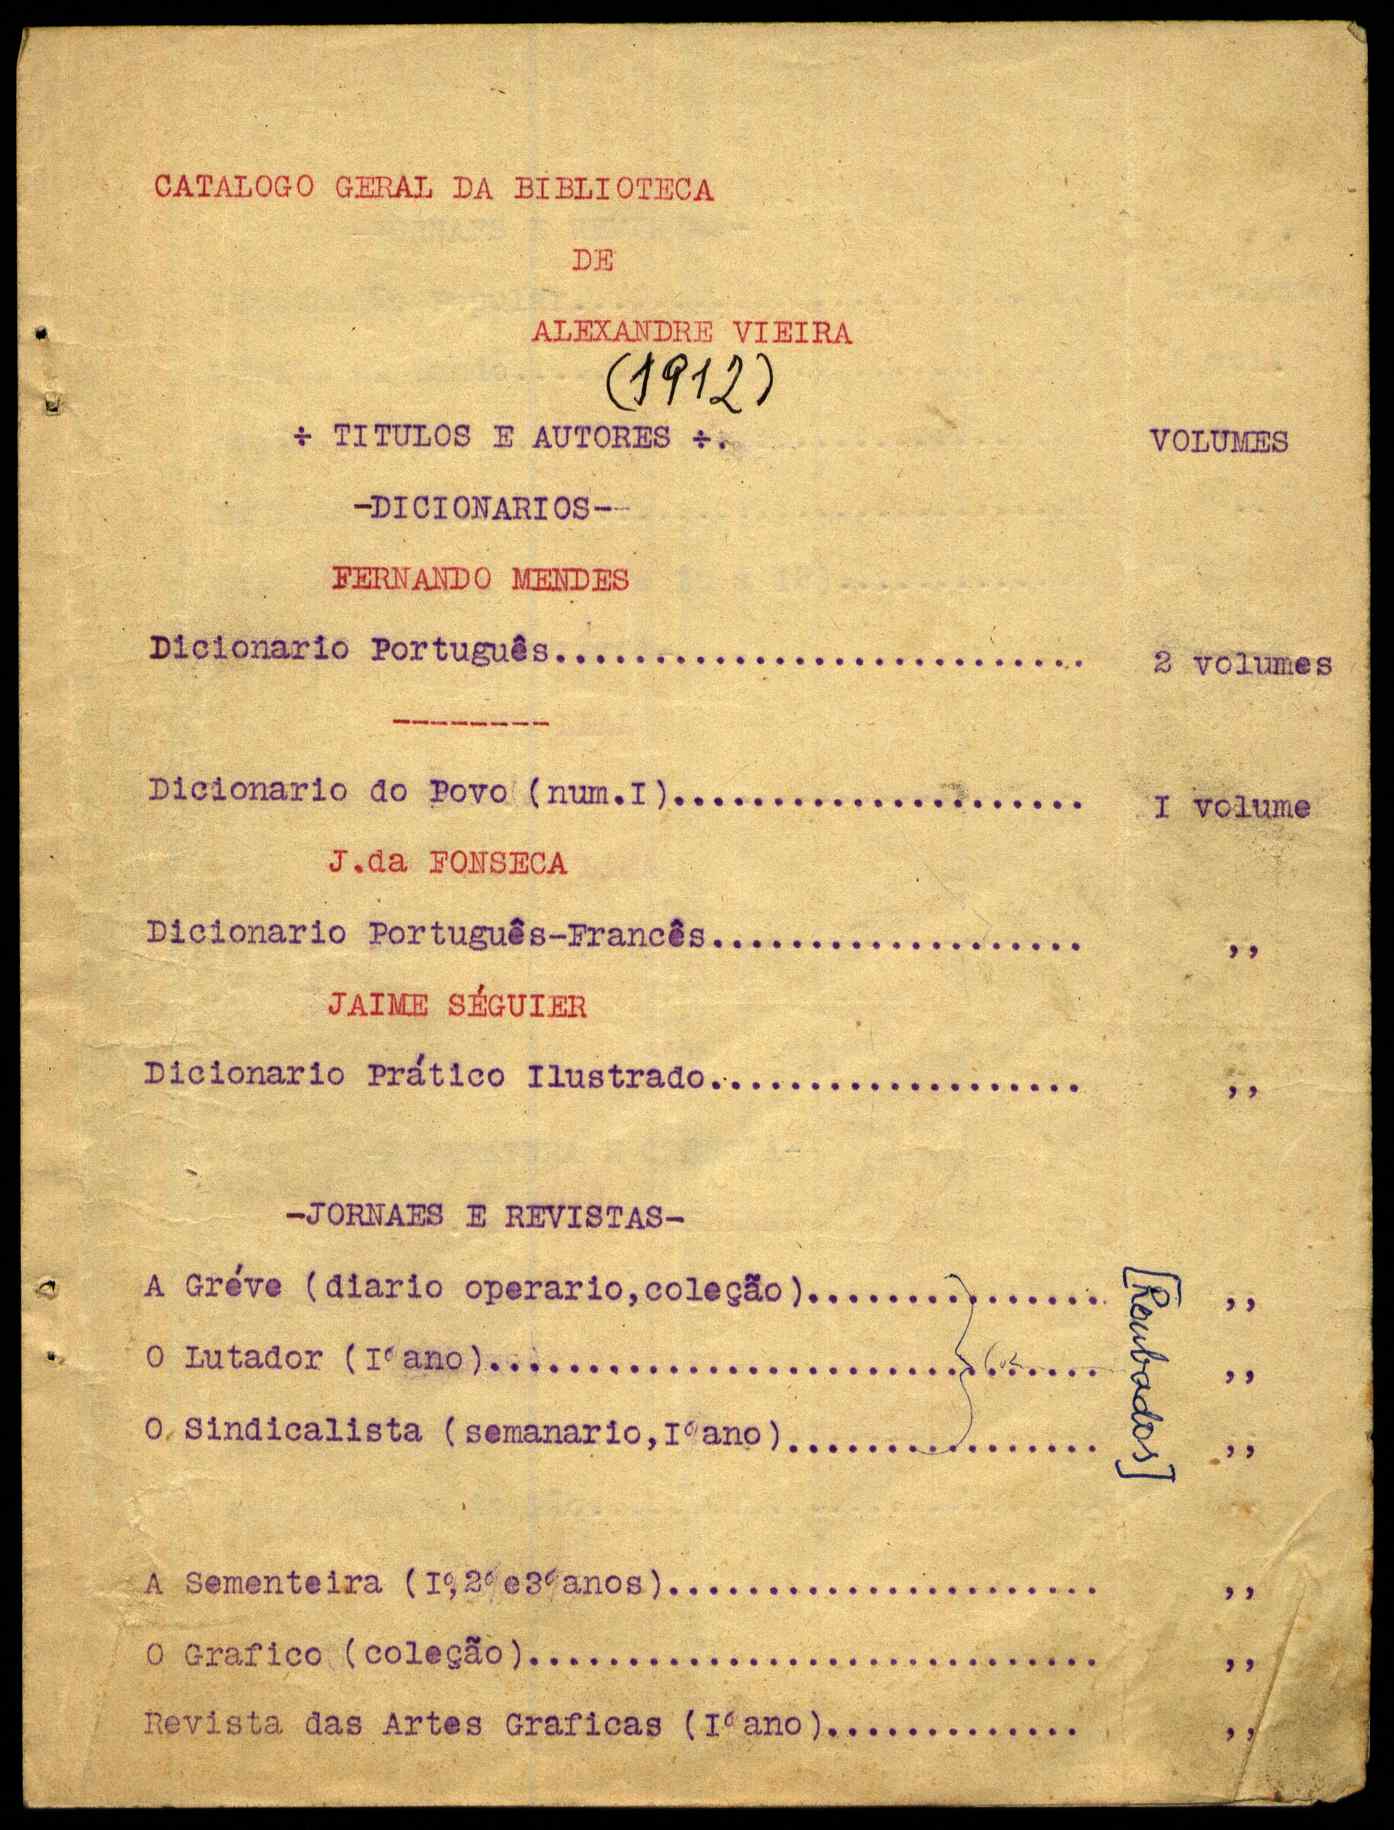 CATALOGO GERAL DA BIBLIOTECA
DE
ALEXANDRE VIEIRA
(1912)
÷ TITULOS E AUTORES ÷. VOLUMES
-DICIONARIOS--
FERNANDO MENDES
Dicionario Português........................... 2 volumes
--------
Dicionario do Povo (num.I)..................... I volume
J.da FONSECA
Dicionario Português-Francês................... ,,
JAIME SÉGUIER
Dicionario Prático Ilustrado................... ,,
-JORNAES E REVISTAS-
A Gréve (diario operario,coleção)............... ,,
O Lutador (Iº ano)............................... ,,
O Sindicalista (semanario,Iº ano)................ ,,
[Roubados]
A Sementeira (Iº,2º e 3º anos)...................... ,,
O Grafico (coleção)............................. ,,
Revista das Artes Graficas (Iº ano)............. ,,